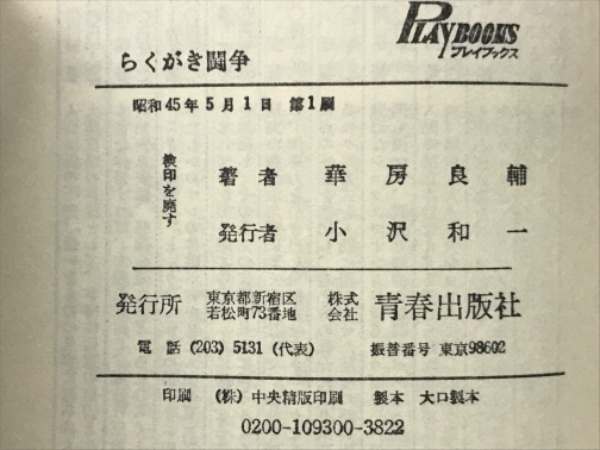 PLAYBOOKS
プレイブックス
らくがき闘争
昭和45年5月1日 第1刷
検印を廃す
著者 華房良輔
発行者 小沢和一
発行所 東京都新宿区若松町73番地 株式会社 青春出版社
電話 (203) 5131 (代表) 振替番号 東京98602
印刷 (株) 中央精版印刷 製本 大口製本
0200-109300-3822